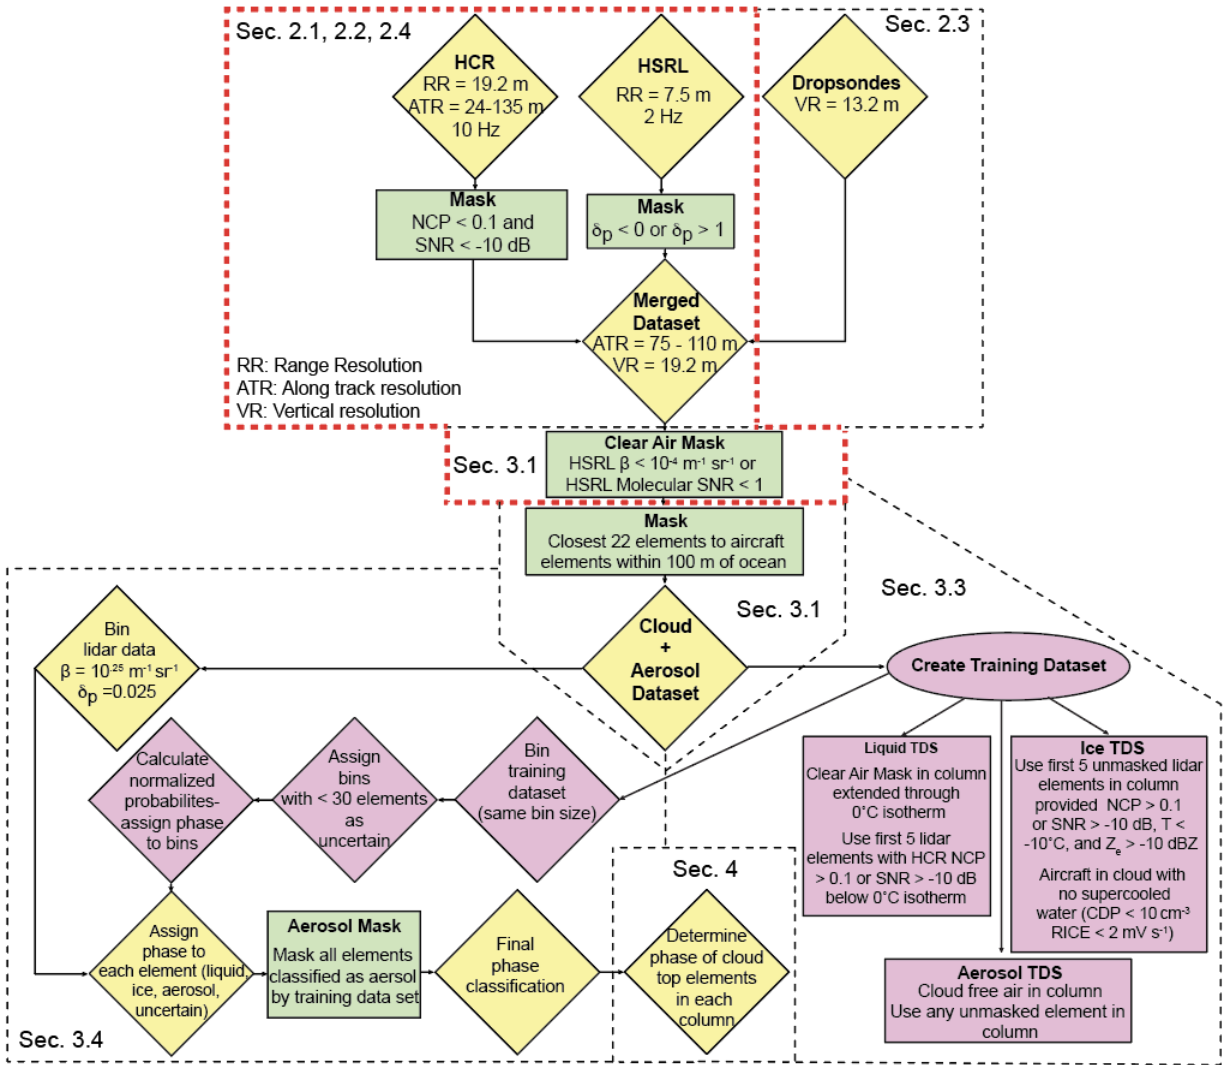 Sec. 2.1, 2.2, 2.4
Sec. 2.3
HCR
RR = 19.2 m
ATR = 24-135 m
10 Hz
HSRL
RR = 7.5 m
2 Hz
Dropsondes
VR = 13.2 m
Mask
NCP < 0.1 and
SNR < -10 dB
Mask
δp < 0 or δp > 1
Merged
Dataset
ATR = 75 - 110 m
VR = 19.2 m
RR: Range Resolution
ATR: Along track resolution
VR: Vertical resolution
Sec. 3.1
Clear Air Mask
HSRL β < 10⁻⁴ m⁻¹ sr⁻¹ or
HSRL Molecular SNR < 1
Mask
Closest 22 elements to aircraft
elements within 100 m of ocean
Sec. 3.1
Sec. 3.3
Cloud
+
Aerosol
Dataset
Bin
lidar data
β = 10·²⁵ m⁻¹ sr⁻¹
δp =0.025
Create Training Dataset
Liquid TDS
Clear Air Mask in column
extended through
0°C isotherm
Use first 5 lidar
elements with HCR NCP
> 0.1 or SNR > -10 dB
below 0°C isotherm
Ice TDS
Use first 5 unmasked lidar
elements in column
provided NCP > 0.1
or SNR > -10 dB, T <
-10°C, and Ze > -10 dBZ
Aircraft in cloud with
no supercooled
water (CDP < 10 cm⁻³
RICE < 2 mV s⁻¹)
Aerosol TDS
Cloud free air in column
Use any unmasked element in
column
Bin
training
dataset
(same bin size)
Assign
bins
with < 30 elements
as
uncertain
Calculate
normalized
probabilites-
assign phase
to bins
Assign
phase to
each element (liquid,
ice, aerosol,
uncertain)
Aerosol Mask
Mask all elements
classified as aersol
by training data set
Final
phase
classification
Sec. 4
Determine
phase of cloud
top elements
in each
column
Sec. 3.4